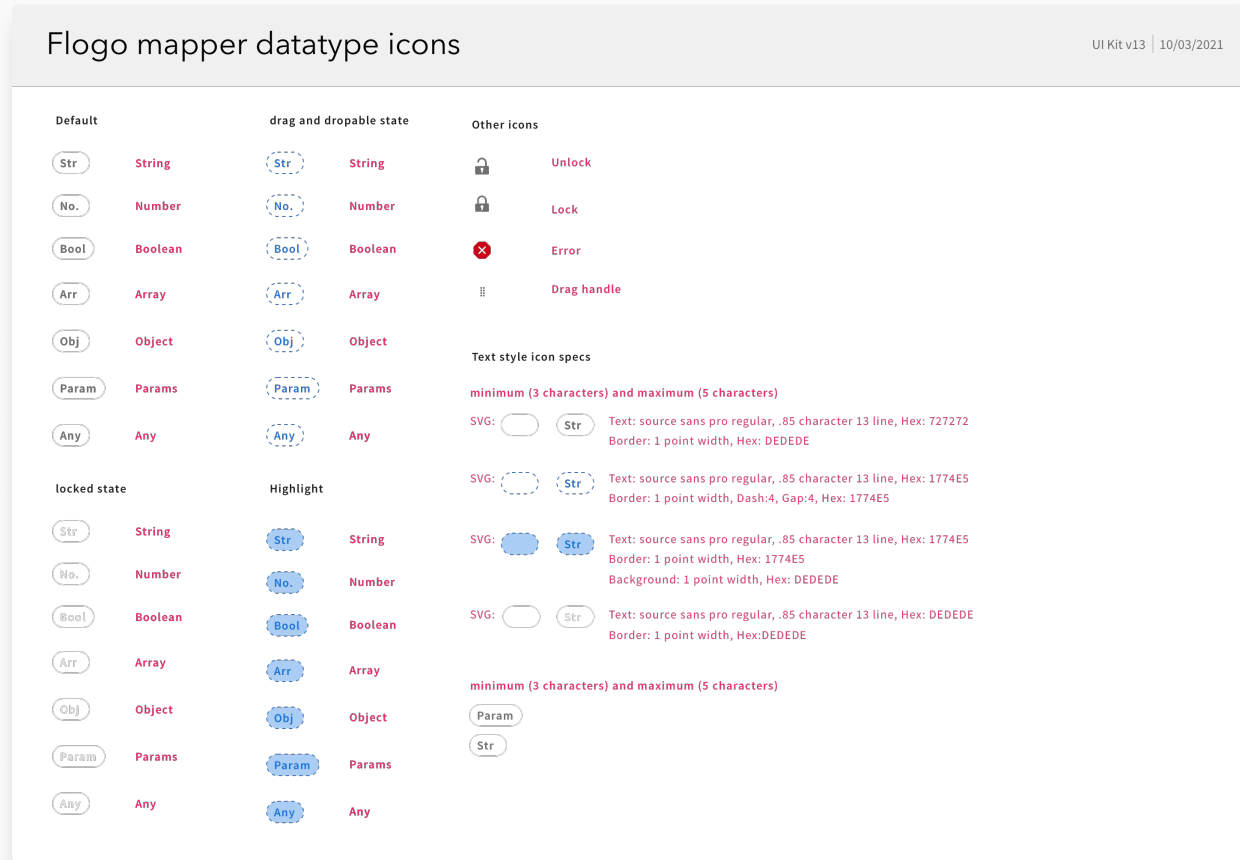 Flogo mapper datatype icons
UI Kit v13 | 10/03/2021
Default
Str String
No. Number
Bool Boolean
Arr Array
Obj Object
Param Params
Any Any
drag and dropable state
Str String
No. Number
Bool Boolean
Arr Array
Obj Object
Param Params
Any Any
Other icons
Unlock
Lock
Error
Drag handle
locked state
Str String
No. Number
Bool Boolean
Arr Array
Obj Object
Param Params
Any Any
Highlight
Str String
No. Number
Bool Boolean
Arr Array
Obj Object
Param Params
Any Any
Text style icon specs
minimum (3 characters) and maximum (5 characters)
SVG: Str Text: source sans pro regular, .85 character 13 line, Hex: 727272
Border: 1 point width, Hex: DEDEDE
SVG: Str Text: source sans pro regular, .85 character 13 line, Hex: 1774E5
Border: 1 point width, Dash:4, Gap:4, Hex: 1774E5
SVG: Str Text: source sans pro regular, .85 character 13 line, Hex: 1774E5
Border: 1 point width, Hex: 1774E5
Background: 1 point width, Hex: DEDEDE
SVG: Str Text: source sans pro regular, .85 character 13 line, Hex: DEDEDE
Border: 1 point width, Hex:DEDEDE
minimum (3 characters) and maximum (5 characters)
Param
Str